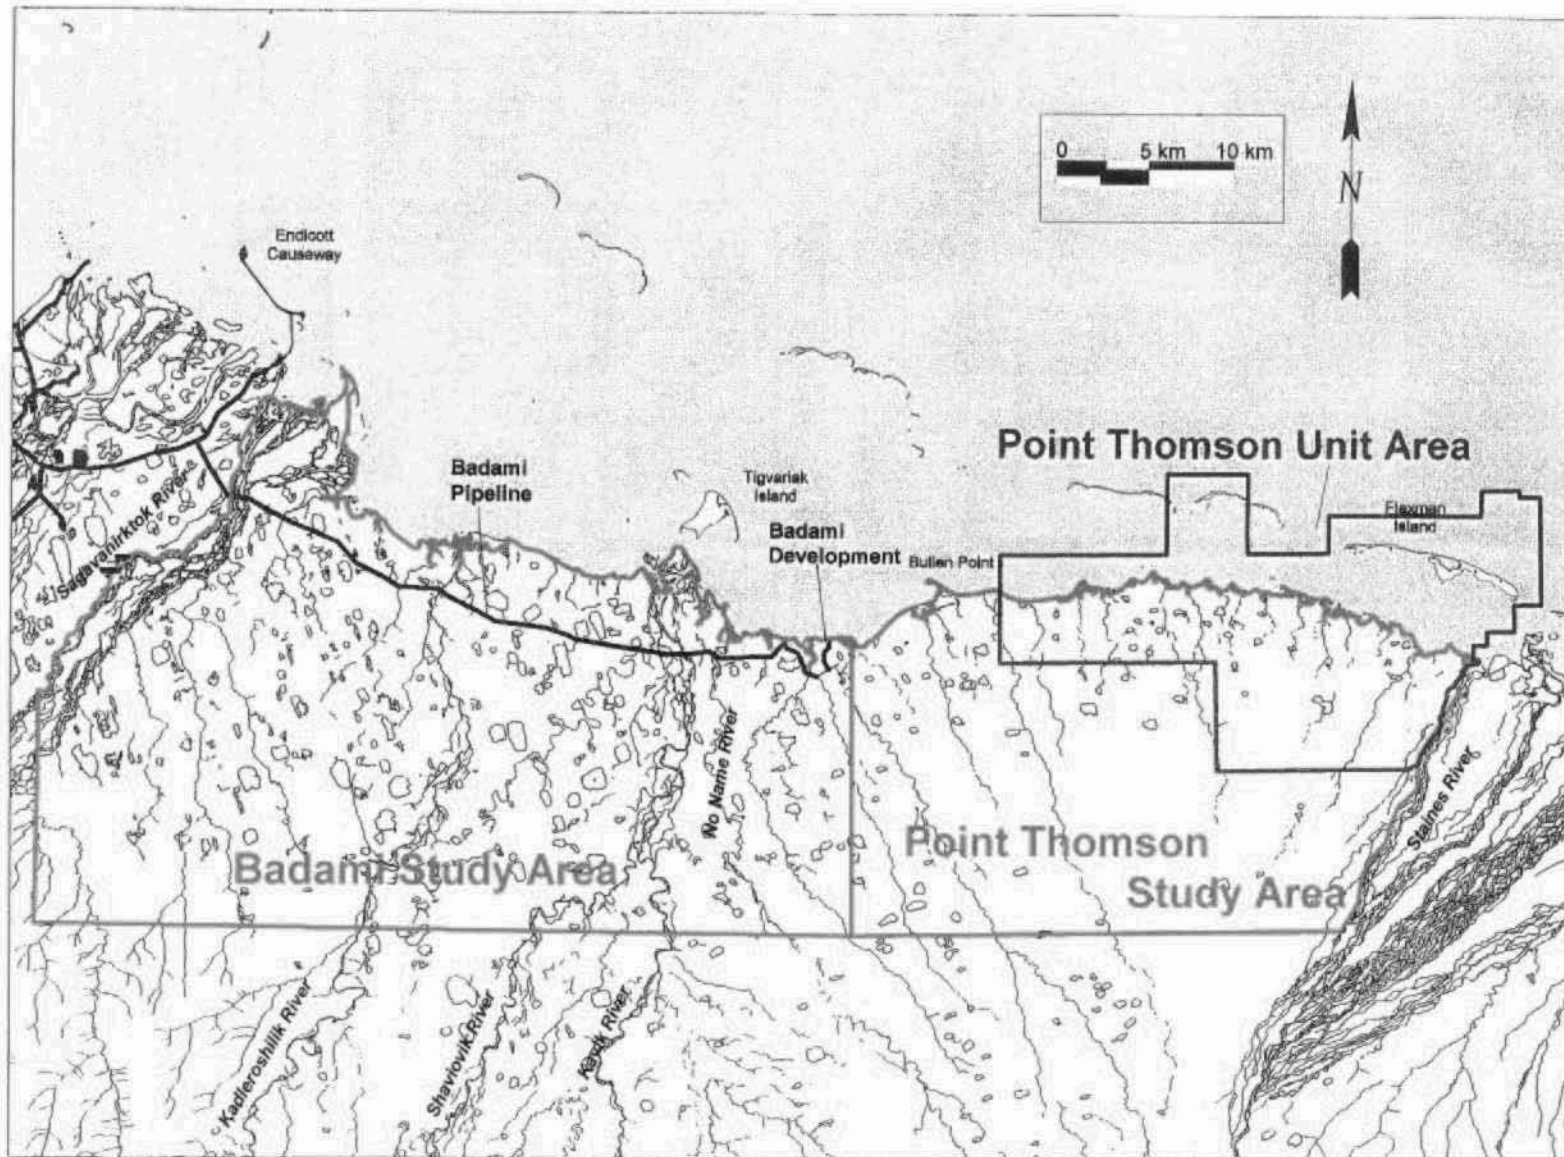 0 5 km 10 km
N
Endicott
Causeway
Point Thomson Unit Area
Badami
Pipeline
Tigvariak
Island
Flaxman
Island
Badami
Development
Bullen Point
Sagavanirktok River
No Name River
Staines River
Badami Study Area
Point Thomson
Study Area
Kadleroshilik River
Shaviovik River
Kavik River